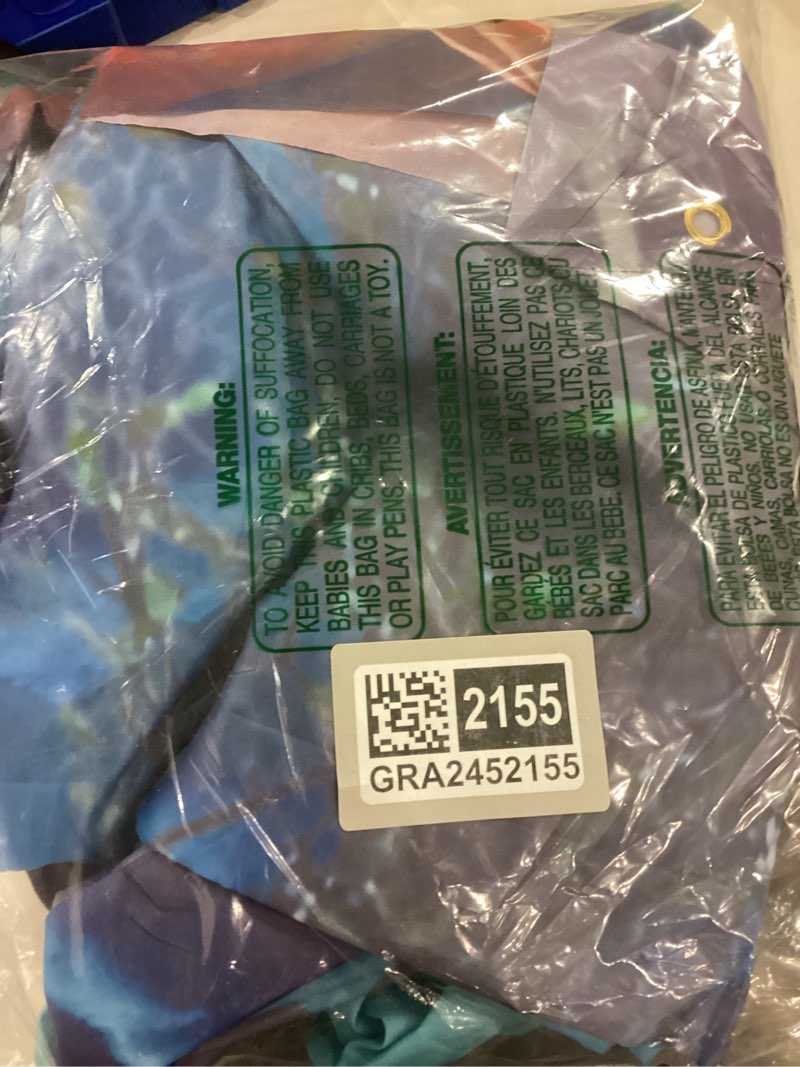 WARNING:
TO AVOID DANGER OF SUFFOCATION,
KEEP THIS PLASTIC BAG AWAY FROM
BABIES AND CHILDREN, DO NOT USE
THIS BAG IN CRIBS, BEDS, CARRIAGES
OR PLAY PENS. THIS BAG IS NOT A TOY.
AVERTISSEMENT:
POUR ÉVITER TOUT RISQUE D'ÉTOUFFEMENT,
GARDEZ CE SAC EN PLASTIQUE LOIN DES
BÉBÉS ET LES ENFANTS. N'UTILISEZ PAS CE
SAC DANS LES BERCEAUX, LITS, CHARIOTS OU
PARC AU BEBE. CE SAC N'EST PAS UN JOUET.
ADVERTENCIA:
PARA EVITAR EL PELIGRO DE ASFIXIA, MANTENGA
ESTA BOLSA DE PLASTICO FUERA DEL ALCANCE
DE BEBES Y NIÑOS. NO USAR ESTA BOLSA EN
CUNAS, CAMAS, CARRIOLAS, O CORRALES PARA
ESTA BOLSA NO ES UN JUGUETE
2155
GRA2452155